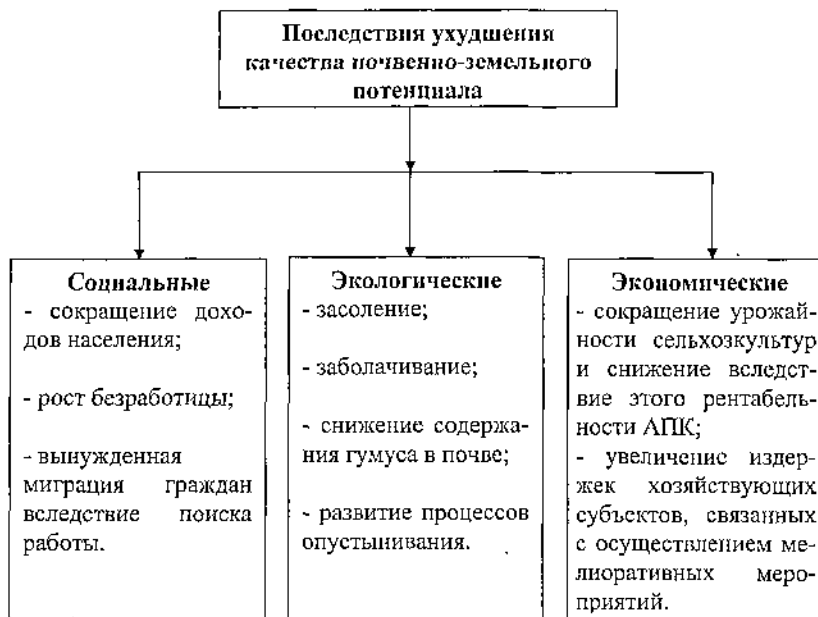 Последствия ухудшения
качества почвенно-земельного
потенциала
Социальные
- сокращение дохо-
дов населения;
- рост безработицы;
- вынужденная
миграция граждан
вследствие поиска
работы.
Экологические
- засоление;
- заболачивание;
- снижение содержа-
ния гумуса в почве;
- развитие процессов
опустынивания.
Экономические
- сокращение урожай-
ности сельхозкультур
и снижение вследст-
вие этого рентабель-
ности АПК;
- увеличение издер-
жек хозяйствующих
субъектов, связанных
с осуществлением ме-
лиоративных меро-
приятий.